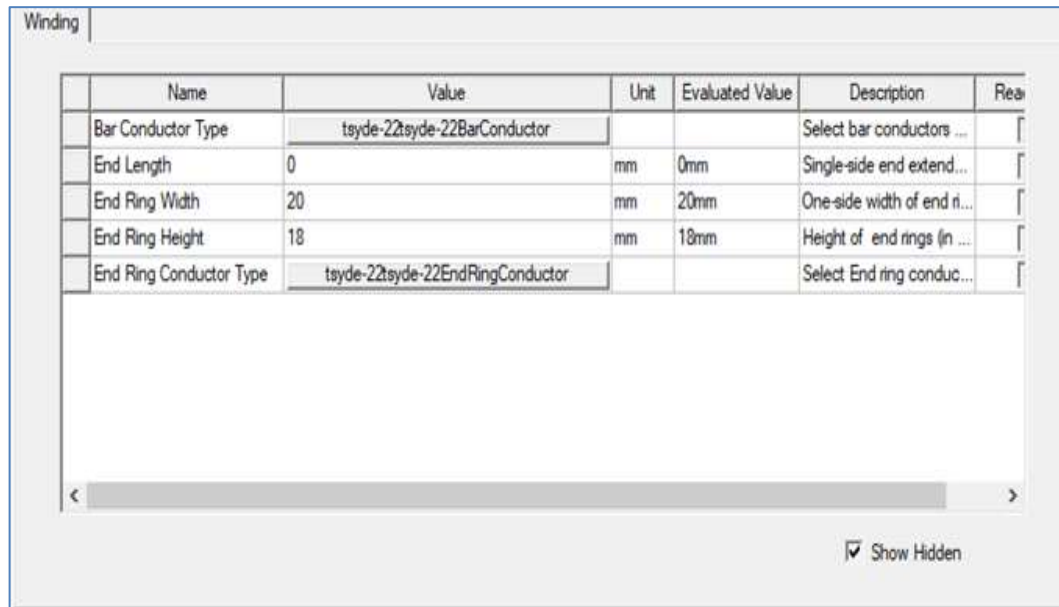 Winding
Name Value Unit Evaluated Value Description Rea
Bar Conductor Type tsyde-22tsyde-22BarConductor Select bar conductors ...
End Length 0 mm 0mm Single-side end extend...
End Ring Width 20 mm 20mm One-side width of end ri...
End Ring Height 18 mm 18mm Height of end rings (in ...
End Ring Conductor Type tsyde-22tsyde-22EndRingConductor Select End ring conduc...
Show Hidden